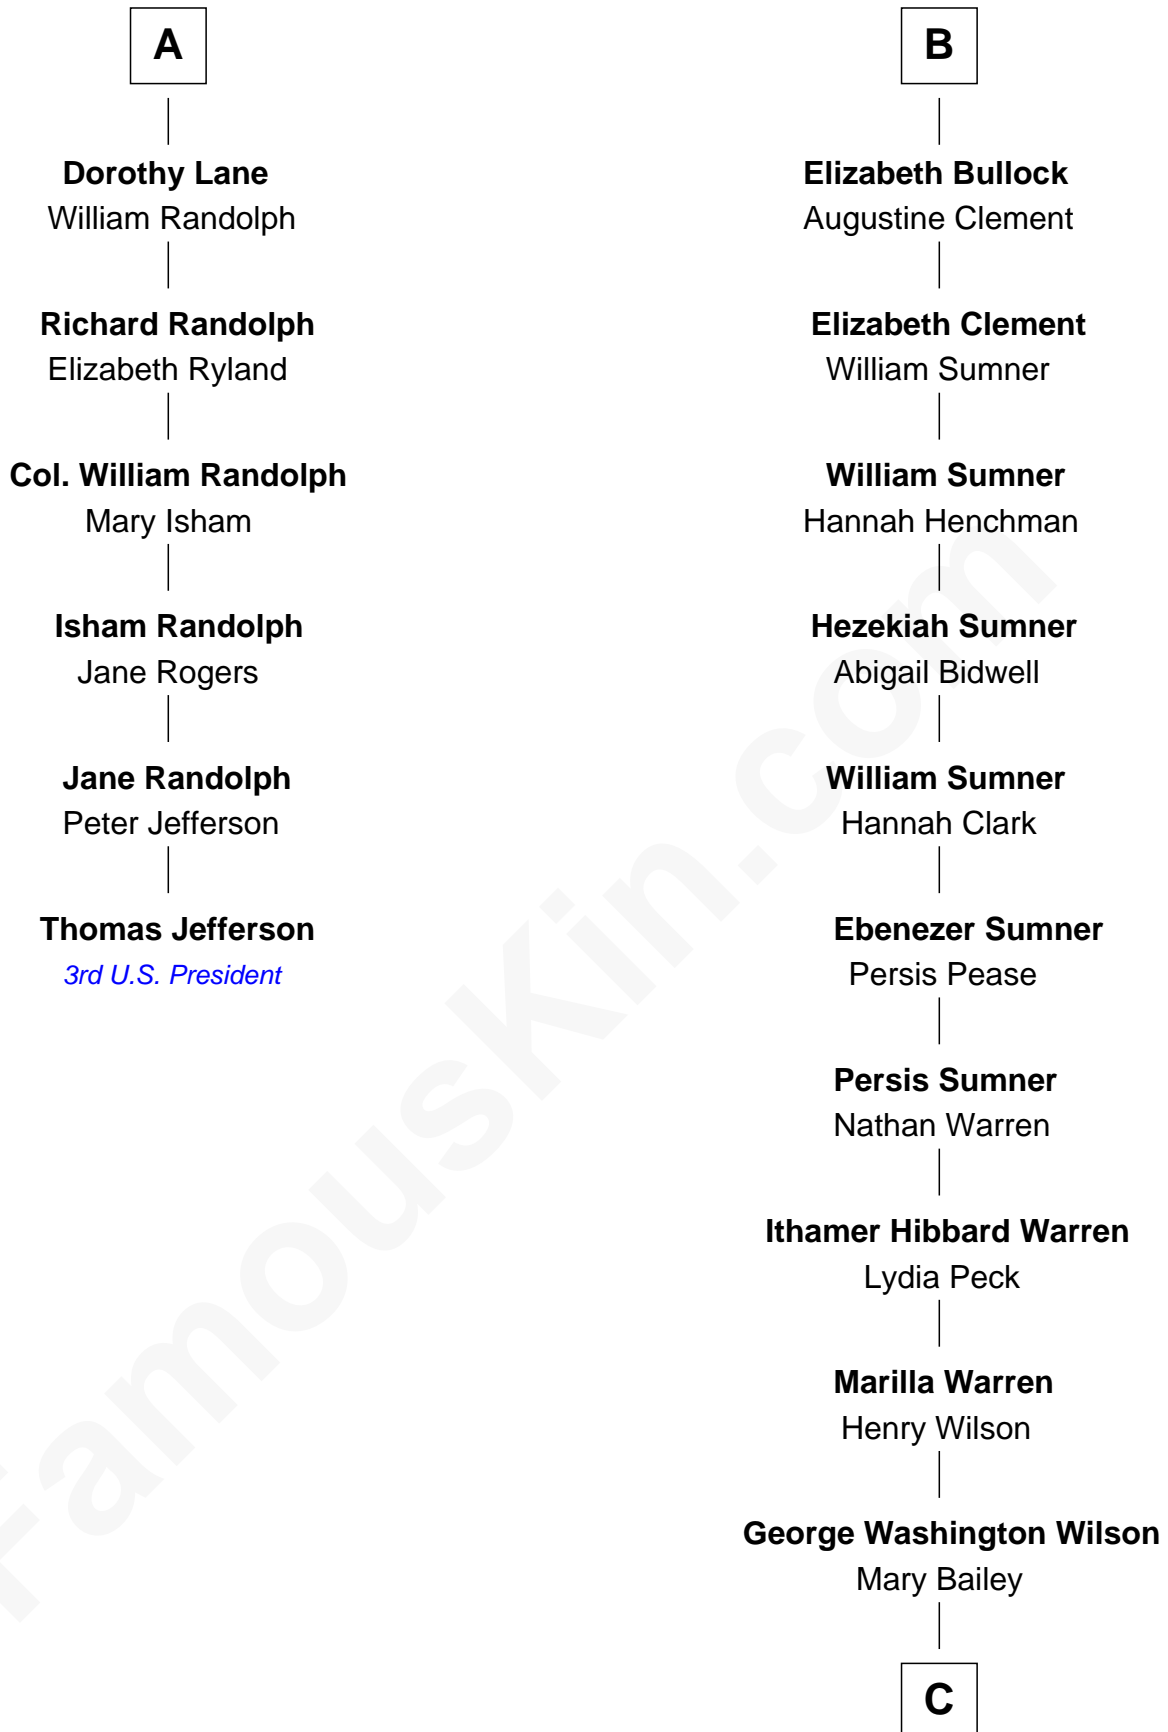 A
Dorothy Lane
William Randolph
Richard Randolph
Elizabeth Ryland
Col. William Randolph
Mary Isham
Isham Randolph
Jane Rogers
Jane Randolph
Peter Jefferson
Thomas Jefferson
3rd U.S. President
B
Elizabeth Bullock
Augustine Clement
Elizabeth Clement
William Sumner
William Sumner
Hannah Henchman
Hezekiah Sumner
Abigail Bidwell
William Sumner
Hannah Clark
Ebenezer Sumner
Persis Pease
Persis Sumner
Nathan Warren
Ithamer Hibbard Warren
Lydia Peck
Marilla Warren
Henry Wilson
George Washington Wilson
Mary Bailey
C
FamousKin.com